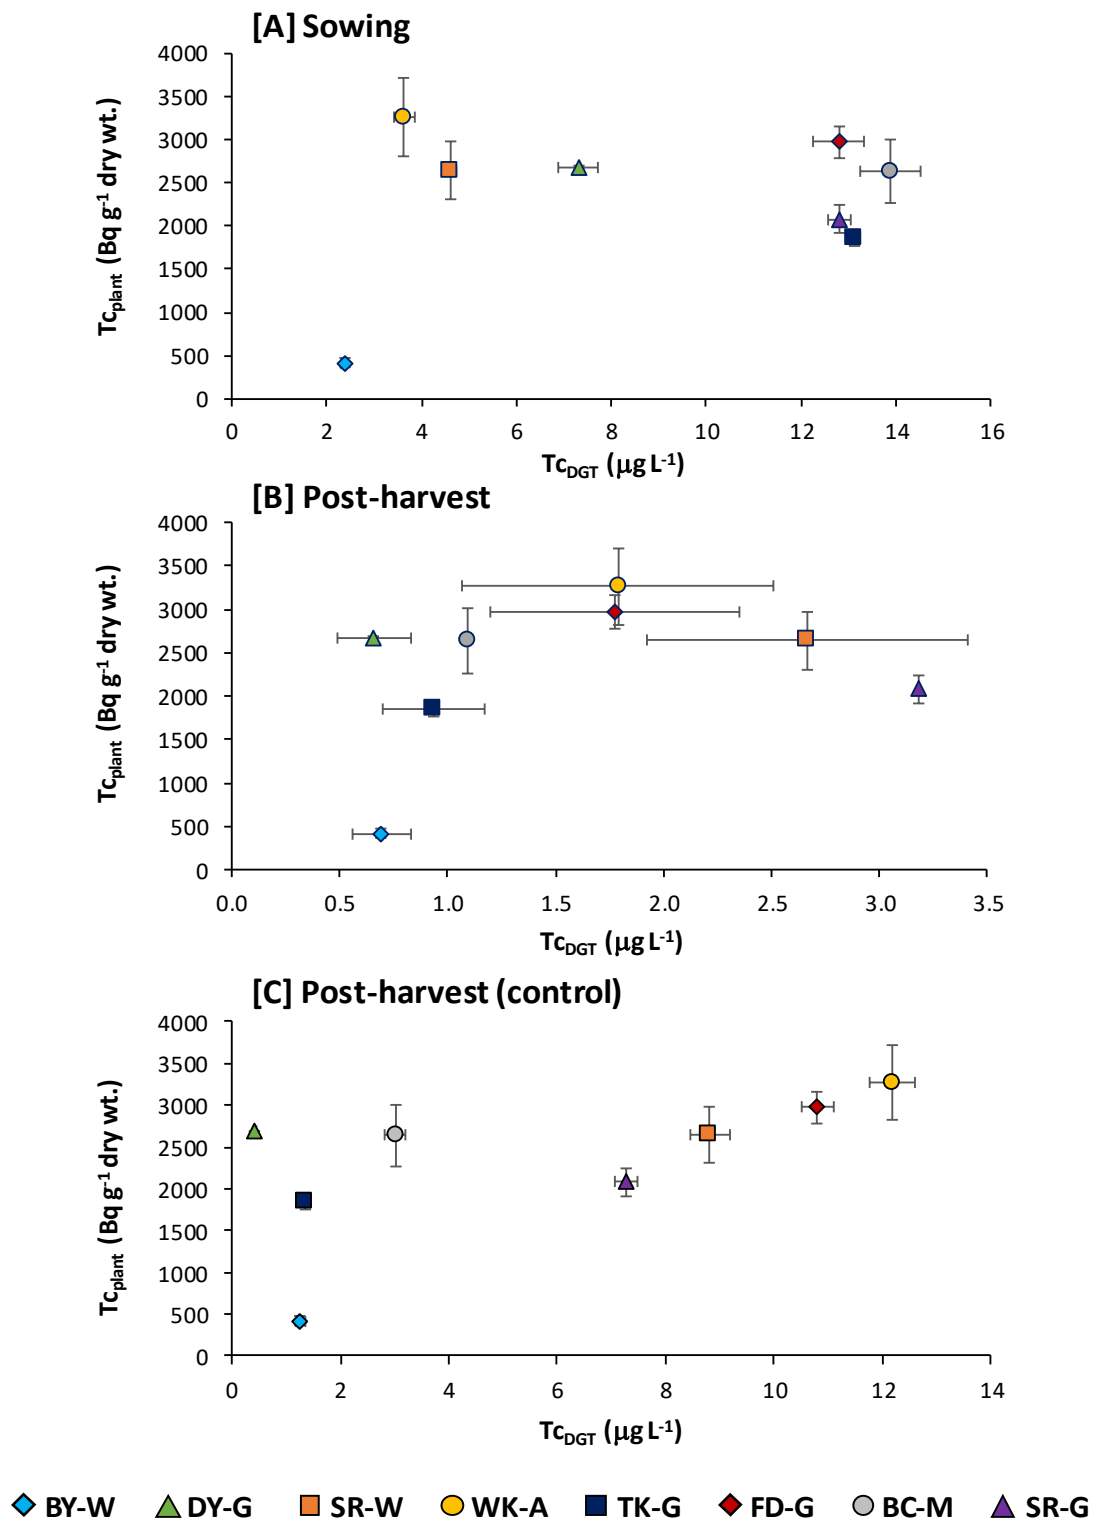 [A] Sowing
4000
3500
3000
2500
2000
1500
1000
500
0
Tcplant (Bq g-1 dry wt.)
0 2 4 6 8 10 12 14 16
TcDGT (µg L-1)
[B] Post-harvest
4000
3500
3000
2500
2000
1500
1000
500
0
Tcplant (Bq g-1 dry wt.)
0.0 0.5 1.0 1.5 2.0 2.5 3.0 3.5
TcDGT (µg L-1)
[C] Post-harvest (control)
4000
3500
3000
2500
2000
1500
1000
500
0
Tcplant (Bq g-1 dry wt.)
0 2 4 6 8 10 12 14
TcDGT (µg L-1)
BY-W DY-G SR-W WK-A TK-G FD-G BC-M SR-G